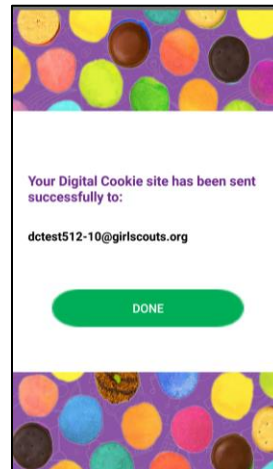 Your Digital Cookie site has been sent
successfully to:
dctest512-10@girlscouts.org
DONE